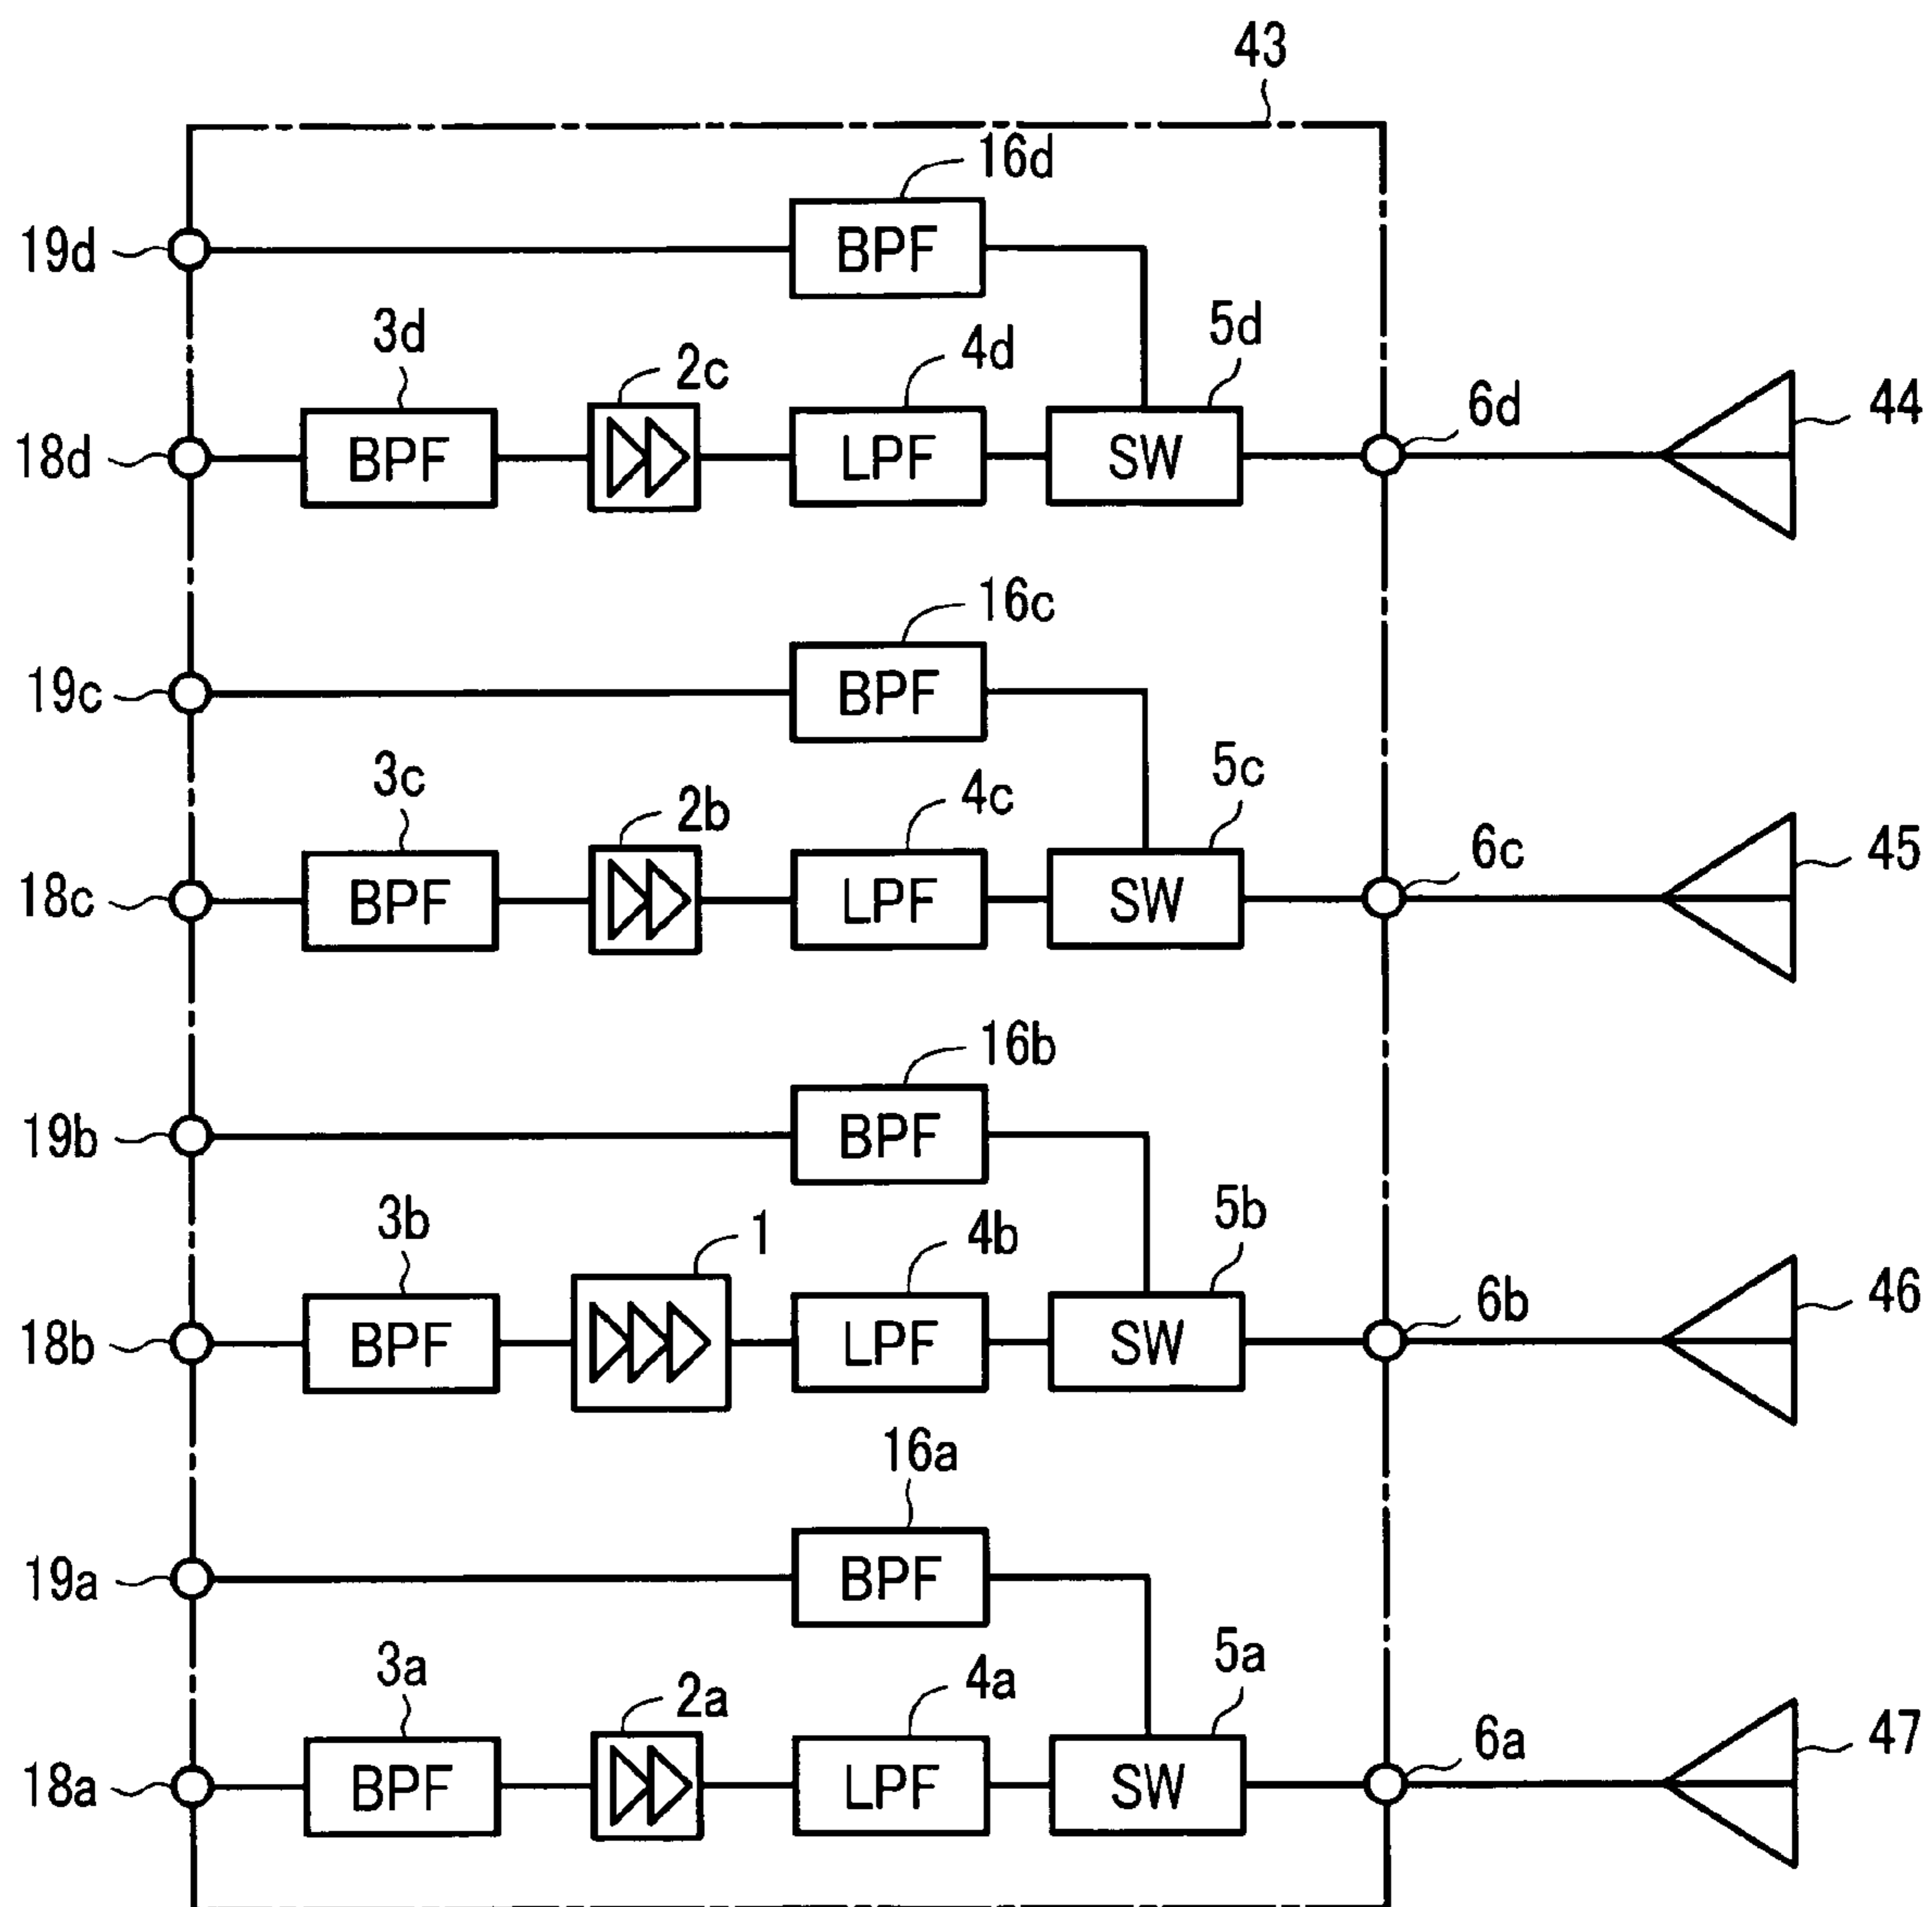 43
16d
19d
BPF
3d
2c
4d
5d
6d
44
18d
BPF
LPF
SW
16c
19c
BPF
3c
2b
4c
5c
6c
45
18c
BPF
LPF
SW
16b
19b
BPF
3b
1
4b
5b
6b
46
18b
BPF
LPF
SW
16a
19a
BPF
3a
2a
4a
5a
6a
47
18a
BPF
LPF
SW